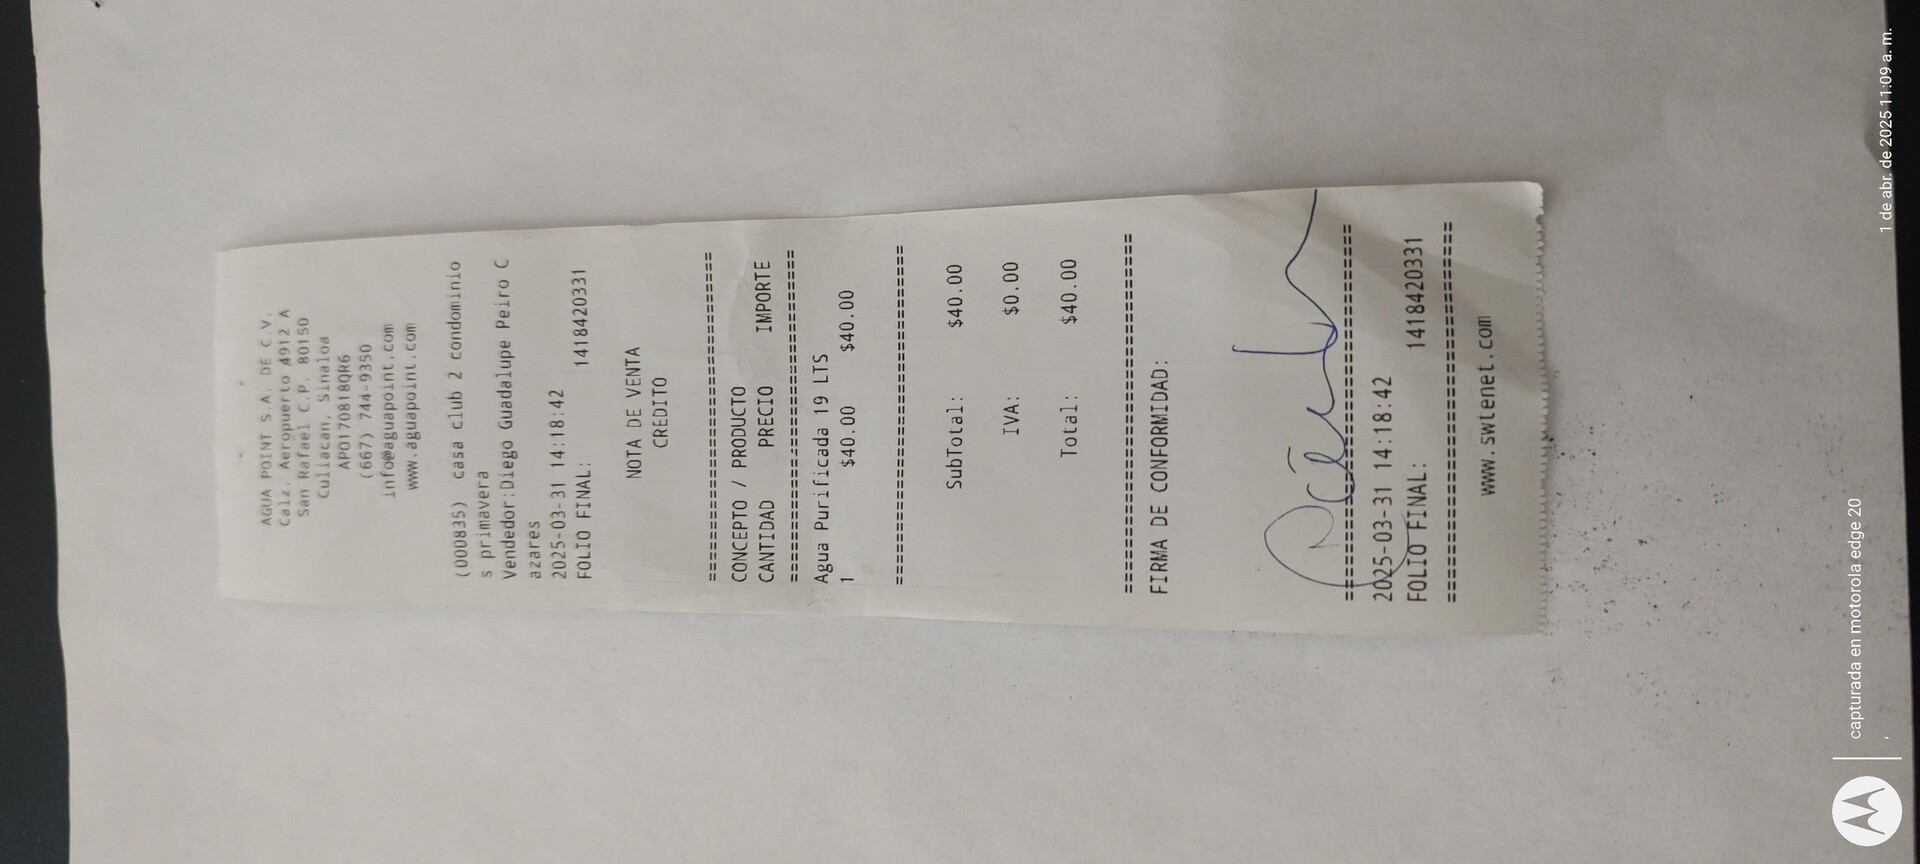 AGUA POINT S.A. DE C.V.
Calz. Aeropuerto 4912 A
San Rafael C.P. 80150
Culiacan, Sinaloa
APO170818QR6
(667) 744-9350
info@aguapoint.com
www.aguapoint.com
(000835) casa club 2 condominio
s primavera
Vendedor:Diego Guadalupe Peiro C
azares
2025-03-31 14:18:42
FOLIO FINAL: 1418420331
NOTA DE VENTA
CREDITO
================================
CONCEPTO / PRODUCTO
CANTIDAD PRECIO IMPORTE
================================
Agua Purificada 19 LTS
1 $40.00 $40.00
================================
SubTotal: $40.00
IVA: $0.00
Total: $40.00
================================
FIRMA DE CONFORMIDAD:
================================
2025-03-31 14:18:42
FOLIO FINAL: 1418420331
================================
www.swtenet.com
capturada en motorola edge 20
,
1 de abr. de 2025 11:09 a. m.